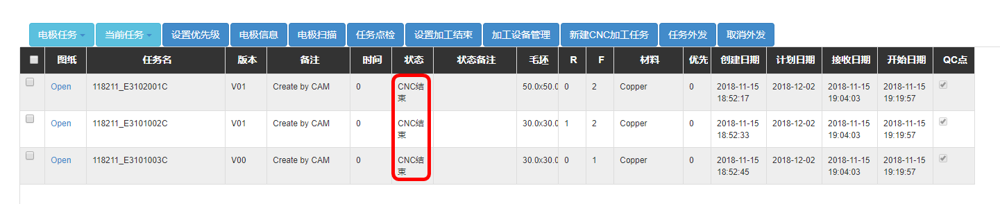 电极任务 当前任务 设置优先级 电极信息 电极扫描 任务点检 设置加工结束 加工设备管理 新建CNC加工任务 任务外发 取消外发
图纸 任务名 版本 备注 时间 状态 状态备注 毛坯 R F 材料 优先 创建日期 计划日期 接收日期 开始日期 QC点
Open 118211_E3102001C V01 Create by CAM 0 CNC结 50.0x50.0 0 2 Copper 0 2018-11-15 2018-12-02 2018-11-15 2018-11-15
束 18:52:17 19:04:03 19:19:57
Open 118211_E3101002C V01 Create by CAM 0 CNC结 30.0x30.0 1 2 Copper 0 2018-11-15 2018-12-02 2018-11-15 2018-11-15
束 18:52:33 19:04:03 19:19:57
Open 118211_E3101003C V00 Create by CAM 0 CNC结 30.0x30.0 0 1 Copper 0 2018-11-15 2018-12-02 2018-11-15 2018-11-15
束 18:52:45 19:04:03 19:19:57